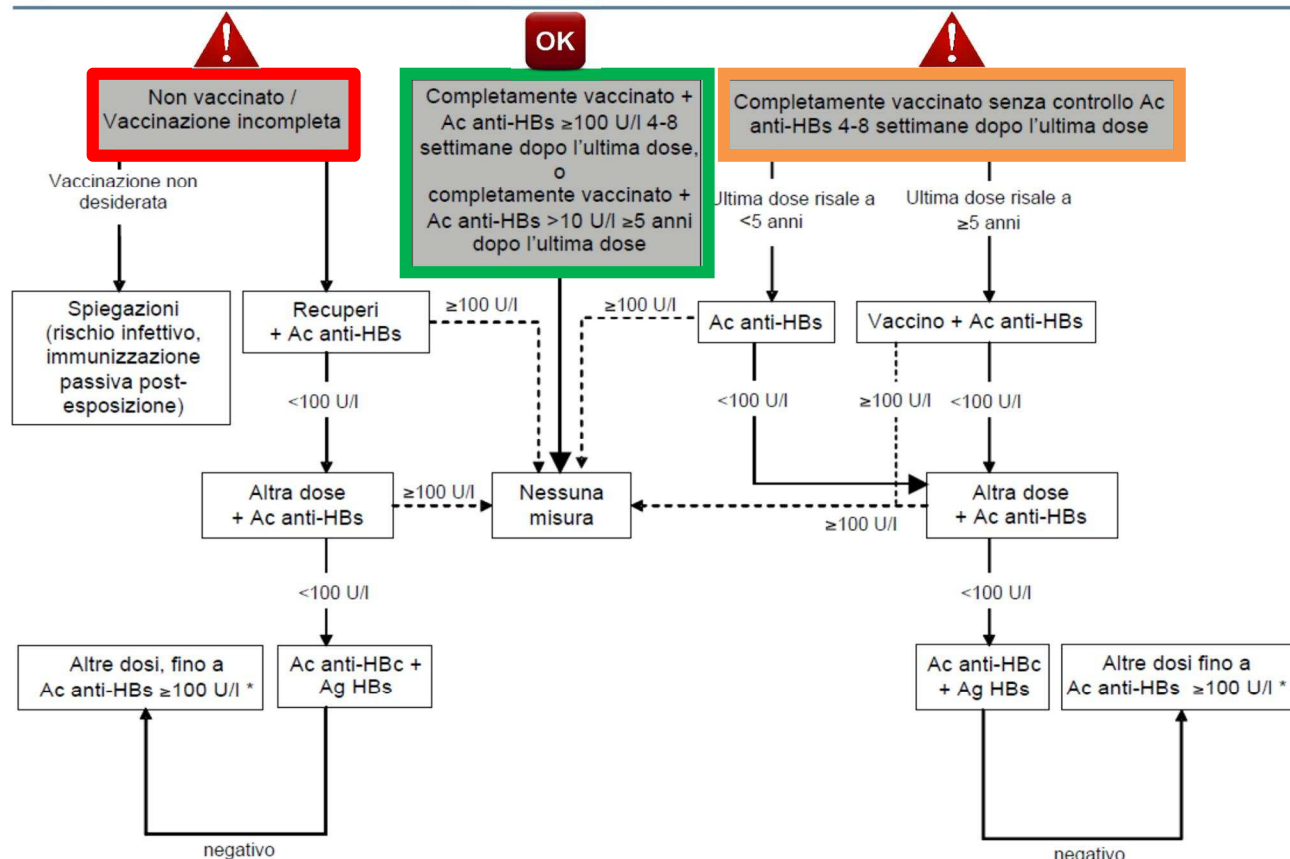 OK
Non vaccinato /
Vaccinazione incompleta
Completamente vaccinato +
Ac anti-HBs ≥100 U/l 4-8
settimane dopo l'ultima dose,
o
completamente vaccinato +
Ac anti-HBs >10 U/l ≥5 anni
dopo l'ultima dose
Completamente vaccinato senza controllo Ac
anti-HBs 4-8 settimane dopo l'ultima dose
Vaccinazione non
desiderata
Ultima dose risale a
<5 anni
Ultima dose risale a
≥5 anni
Spiegazioni
(rischio infettivo,
immunizzazione
passiva post-
esposizione)
Recuperi
+ Ac anti-HBs
≥100 U/l
≥100 U/l
Ac anti-HBs
Vaccino + Ac anti-HBs
<100 U/l
<100 U/l
≥100 U/l
<100 U/l
Altra dose
+ Ac anti-HBs
≥100 U/l
Nessuna
misura
≥100 U/l
Altra dose
+ Ac anti-HBs
<100 U/l
<100 U/l
Altre dosi, fino a
Ac anti-HBs ≥100 U/l *
Ac anti-HBc +
Ag HBs
Ac anti-HBc
+ Ag HBs
Altre dosi fino a
Ac anti-HBs ≥100 U/l *
negativo
negativo